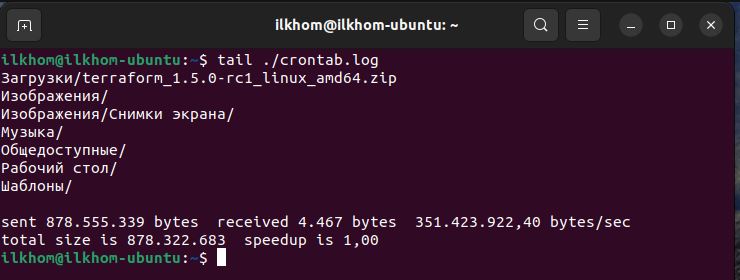 ilkhom@ilkhom-ubuntu: ~
ilkhom@ilkhom-ubuntu:~$ tail ./crontab.log
Загрузки/terraform_1.5.0-rc1_linux_amd64.zip
Изображения/
Изображения/Снимки экрана/
Музыка/
Общедоступные/
Рабочий стол/
Шаблоны/
sent 878.555.339 bytes  received 4.467 bytes  351.423.922,40 bytes/sec
total size is 878.322.683  speedup is 1,00
ilkhom@ilkhom-ubuntu:~$